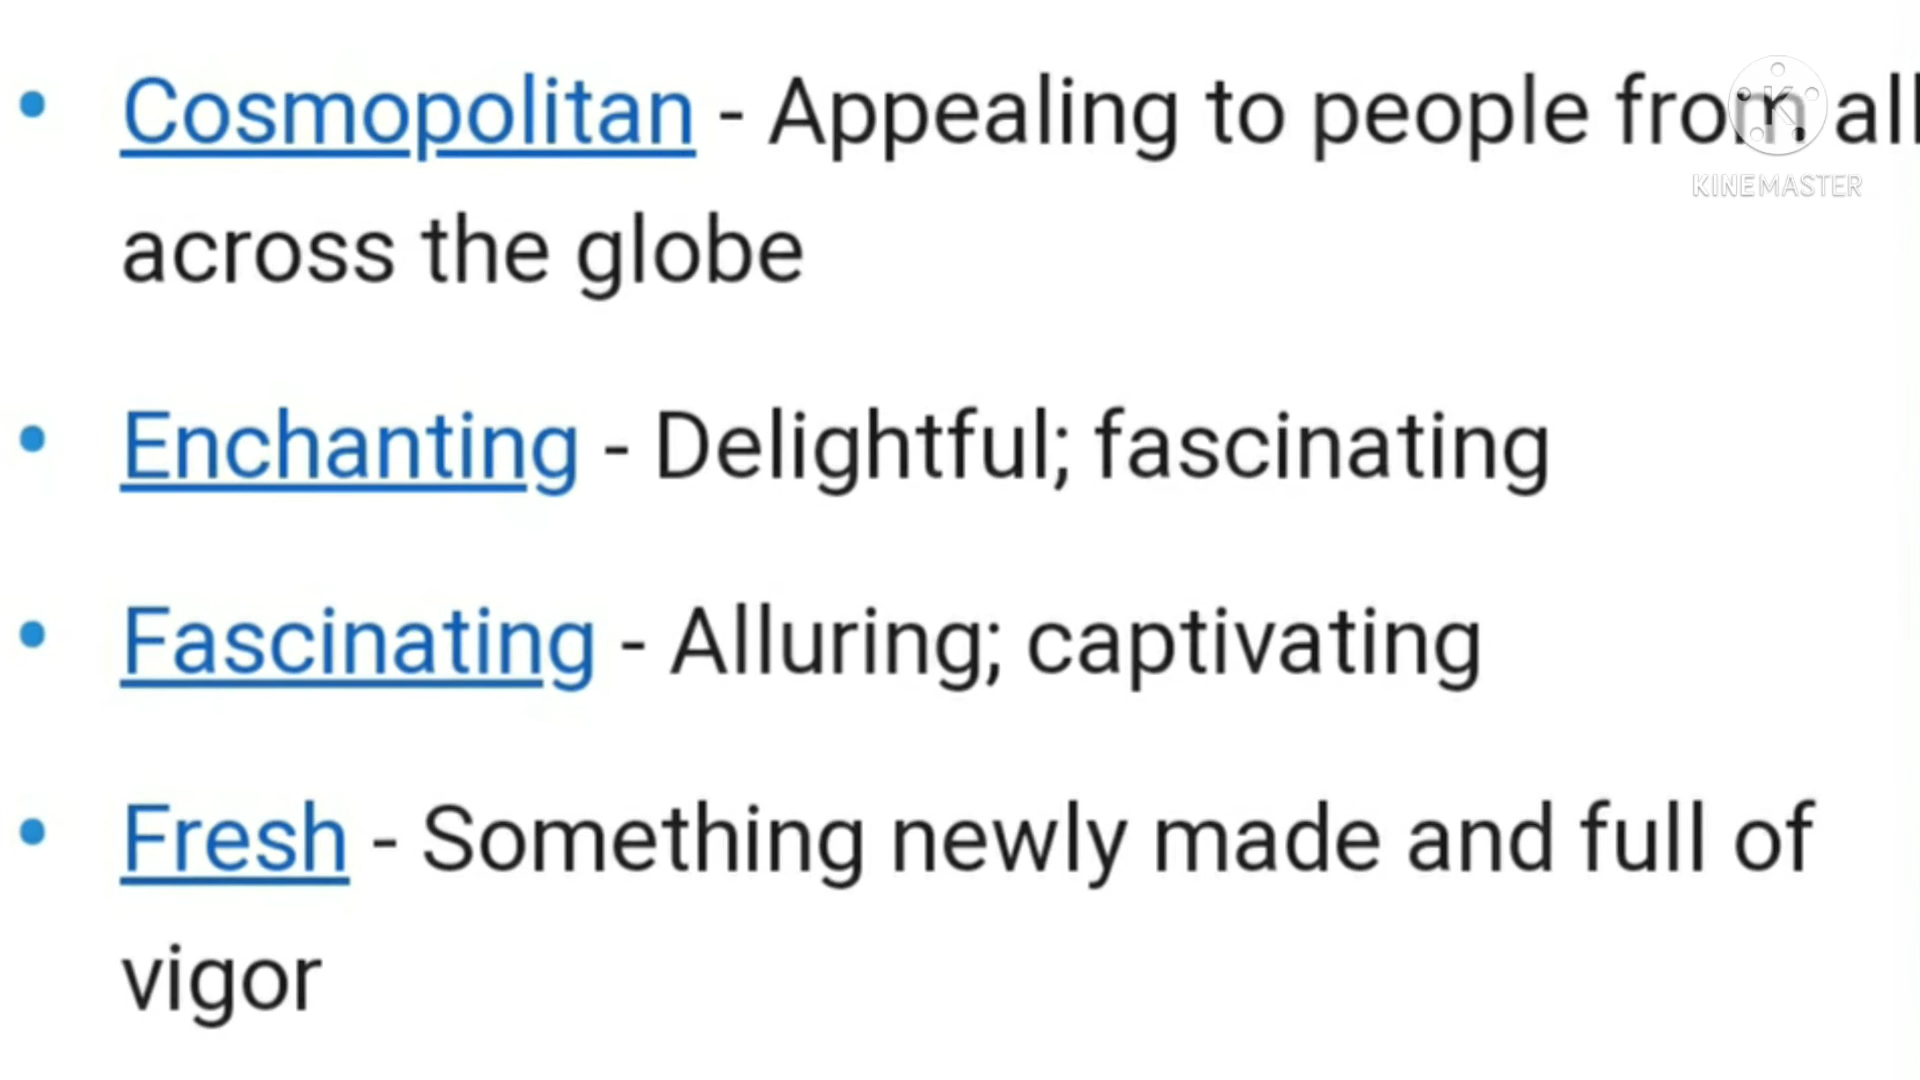 • Cosmopolitan - Appealing to people from all
KINEMASTER
across the globe
• Enchanting - Delightful; fascinating
• Fascinating - Alluring; captivating
• Fresh - Something newly made and full of
vigor